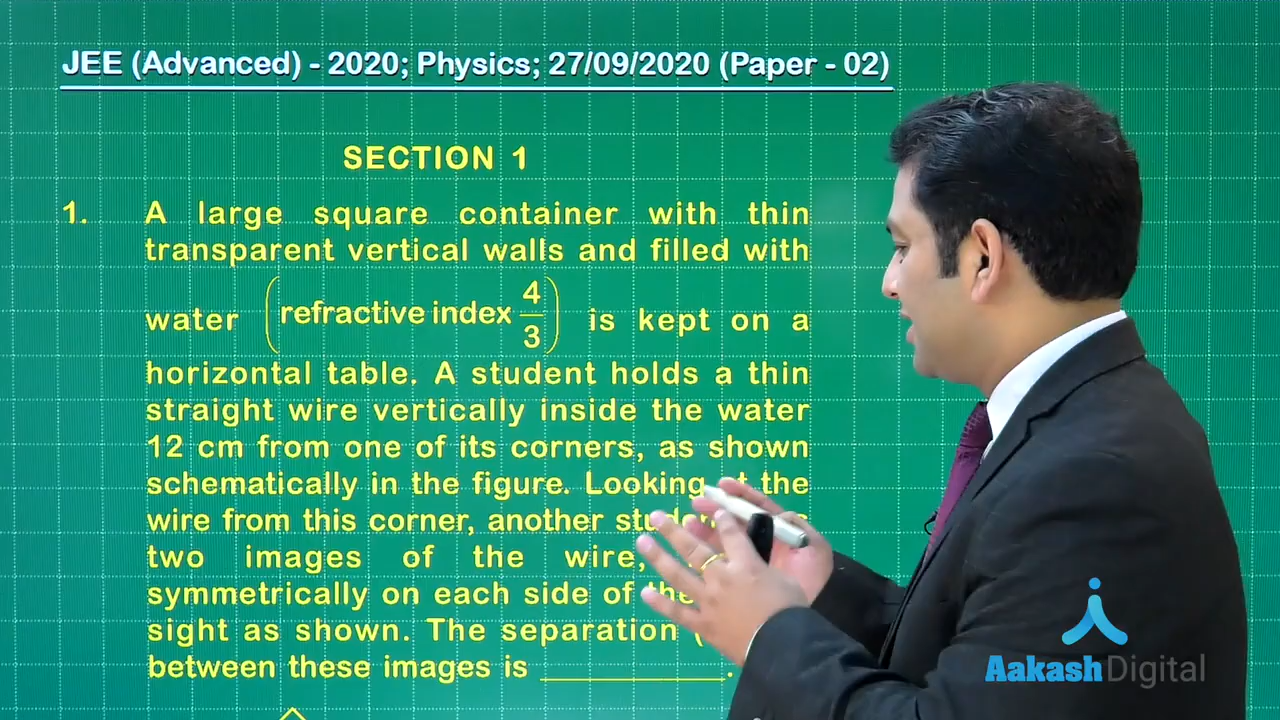 JEE (Advanced) - 2020; Physics; 27/09/2020 (Paper - 02)
SECTION 1
1. A large square container with thin
transparent vertical walls and filled with
water (refractive index 4/3) is kept on a
horizontal table. A student holds a thin
straight wire vertically inside the water
12 cm from one of its corners, as shown
schematically in the figure. Looking the
wire from this corner, another
two images of the wire,
symmetrically on each side of
sight as shown. The separation (
between these images is ____________.
Aakash Digital